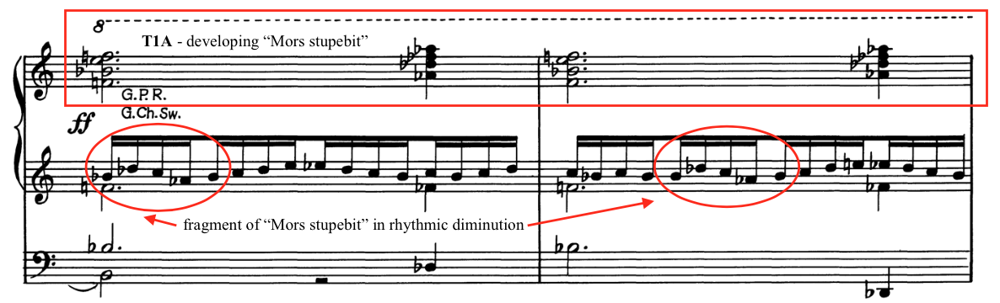 8
T1A - developing “Mors stupebit”
G.P.R.
G.Ch.Sw.
ff
fragment of “Mors stupebit” in rhythmic diminution